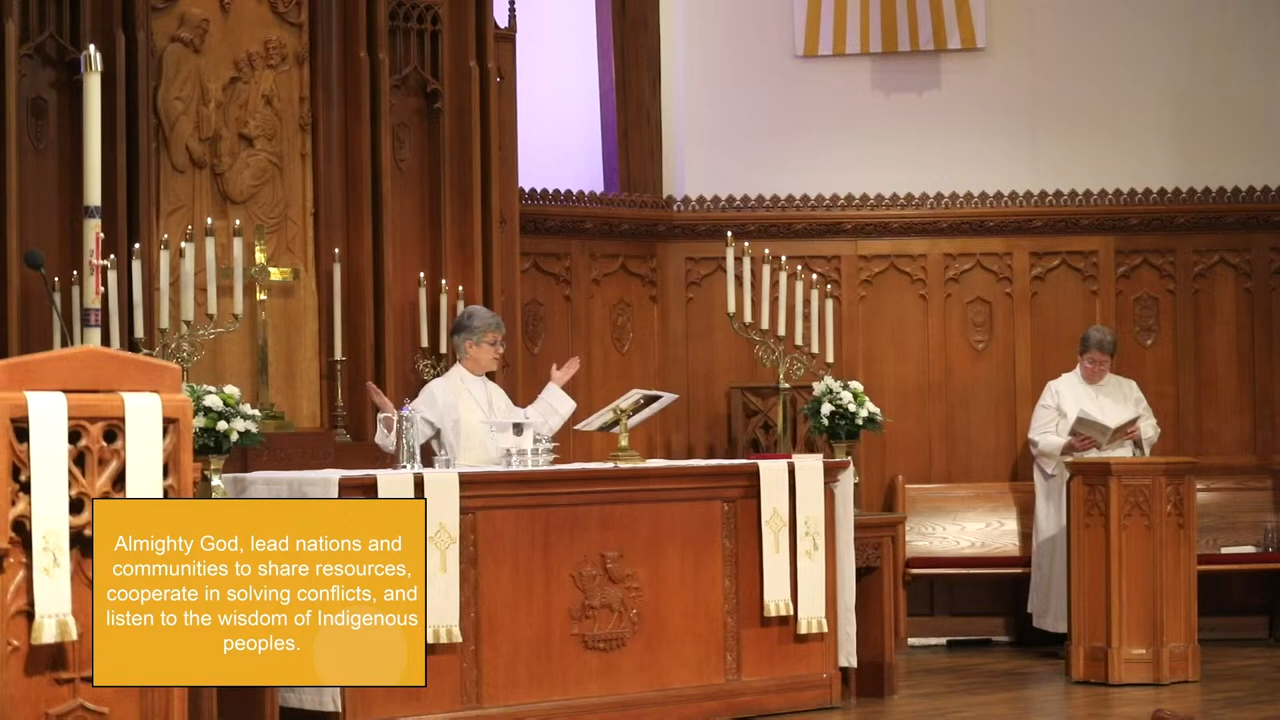 Almighty God, lead nations and
communities to share resources,
cooperate in solving conflicts, and
listen to the wisdom of Indigenous
peoples.